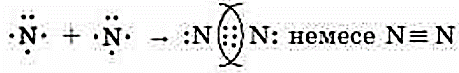 ·N̈· + ·N̈· → :N(⋮⋮)N: немесе N≡N